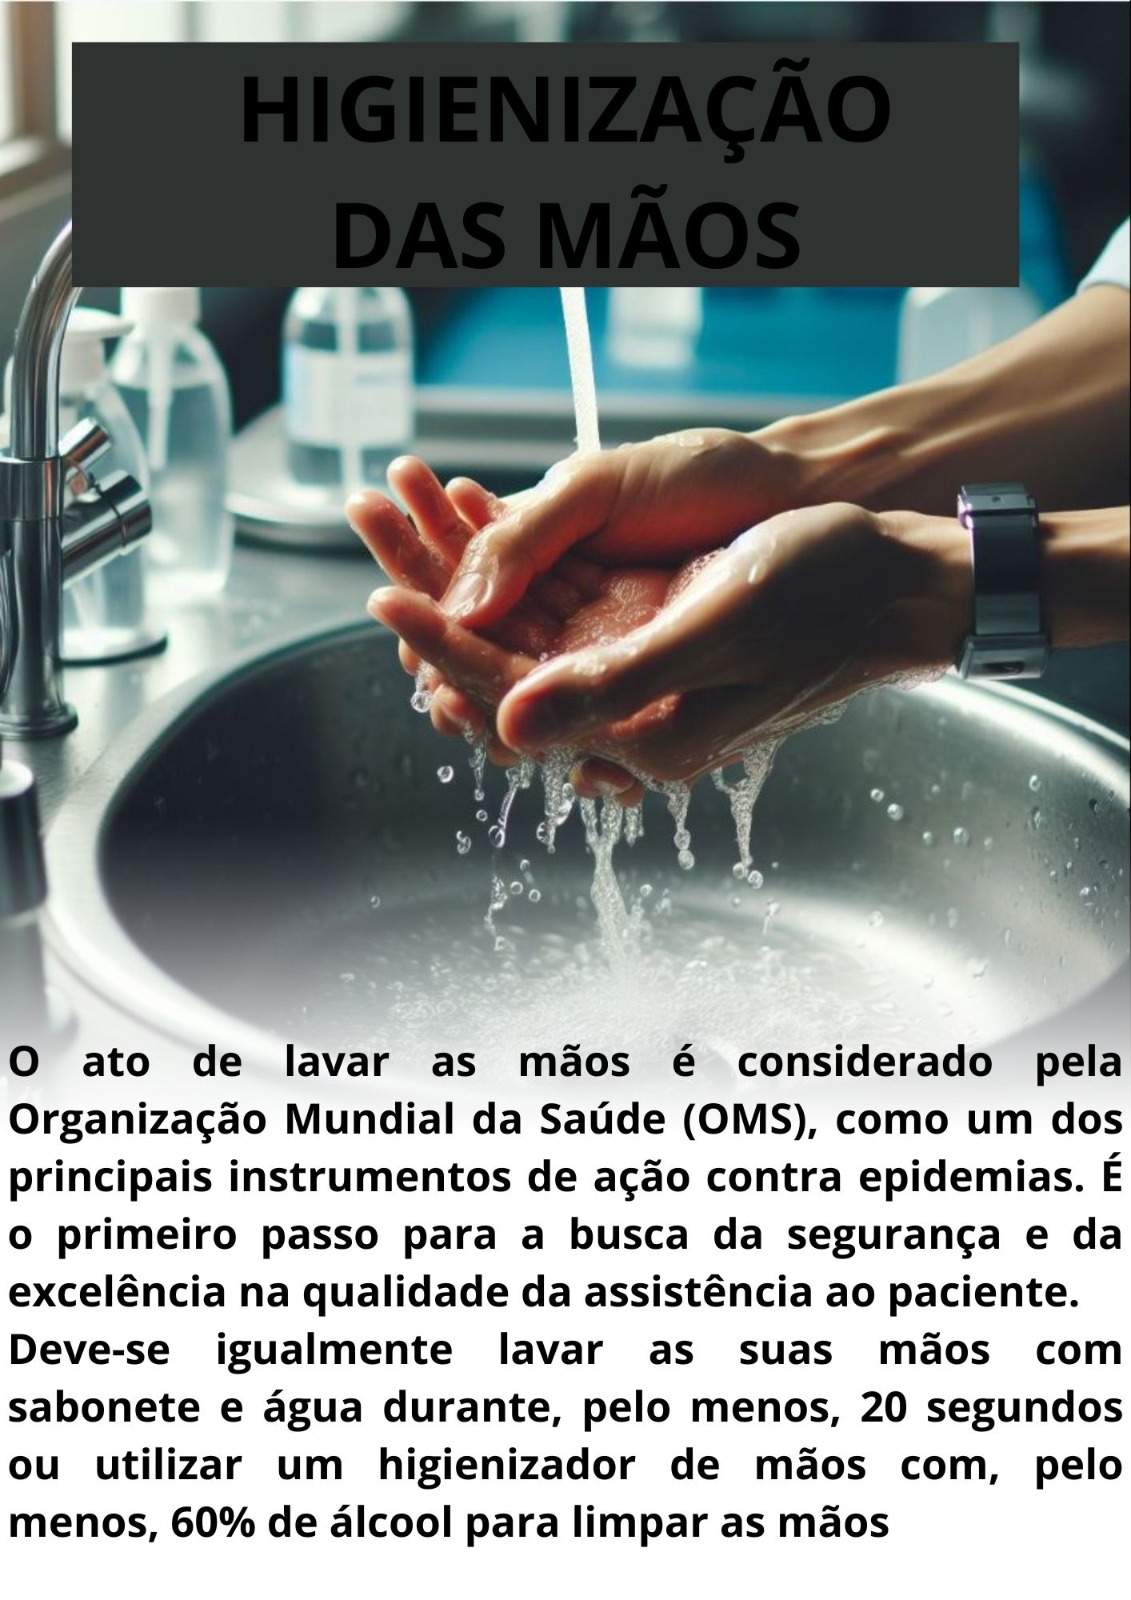 HIGIENIZAÇÃO
DAS MÃOS
O ato de lavar as mãos é considerado pela
Organização Mundial da Saúde (OMS), como um dos
principais instrumentos de ação contra epidemias. É
o primeiro passo para a busca da segurança e da
excelência na qualidade da assistência ao paciente.
Deve-se igualmente lavar as suas mãos com
sabonete e água durante, pelo menos, 20 segundos
ou utilizar um higienizador de mãos com, pelo
menos, 60% de álcool para limpar as mãos